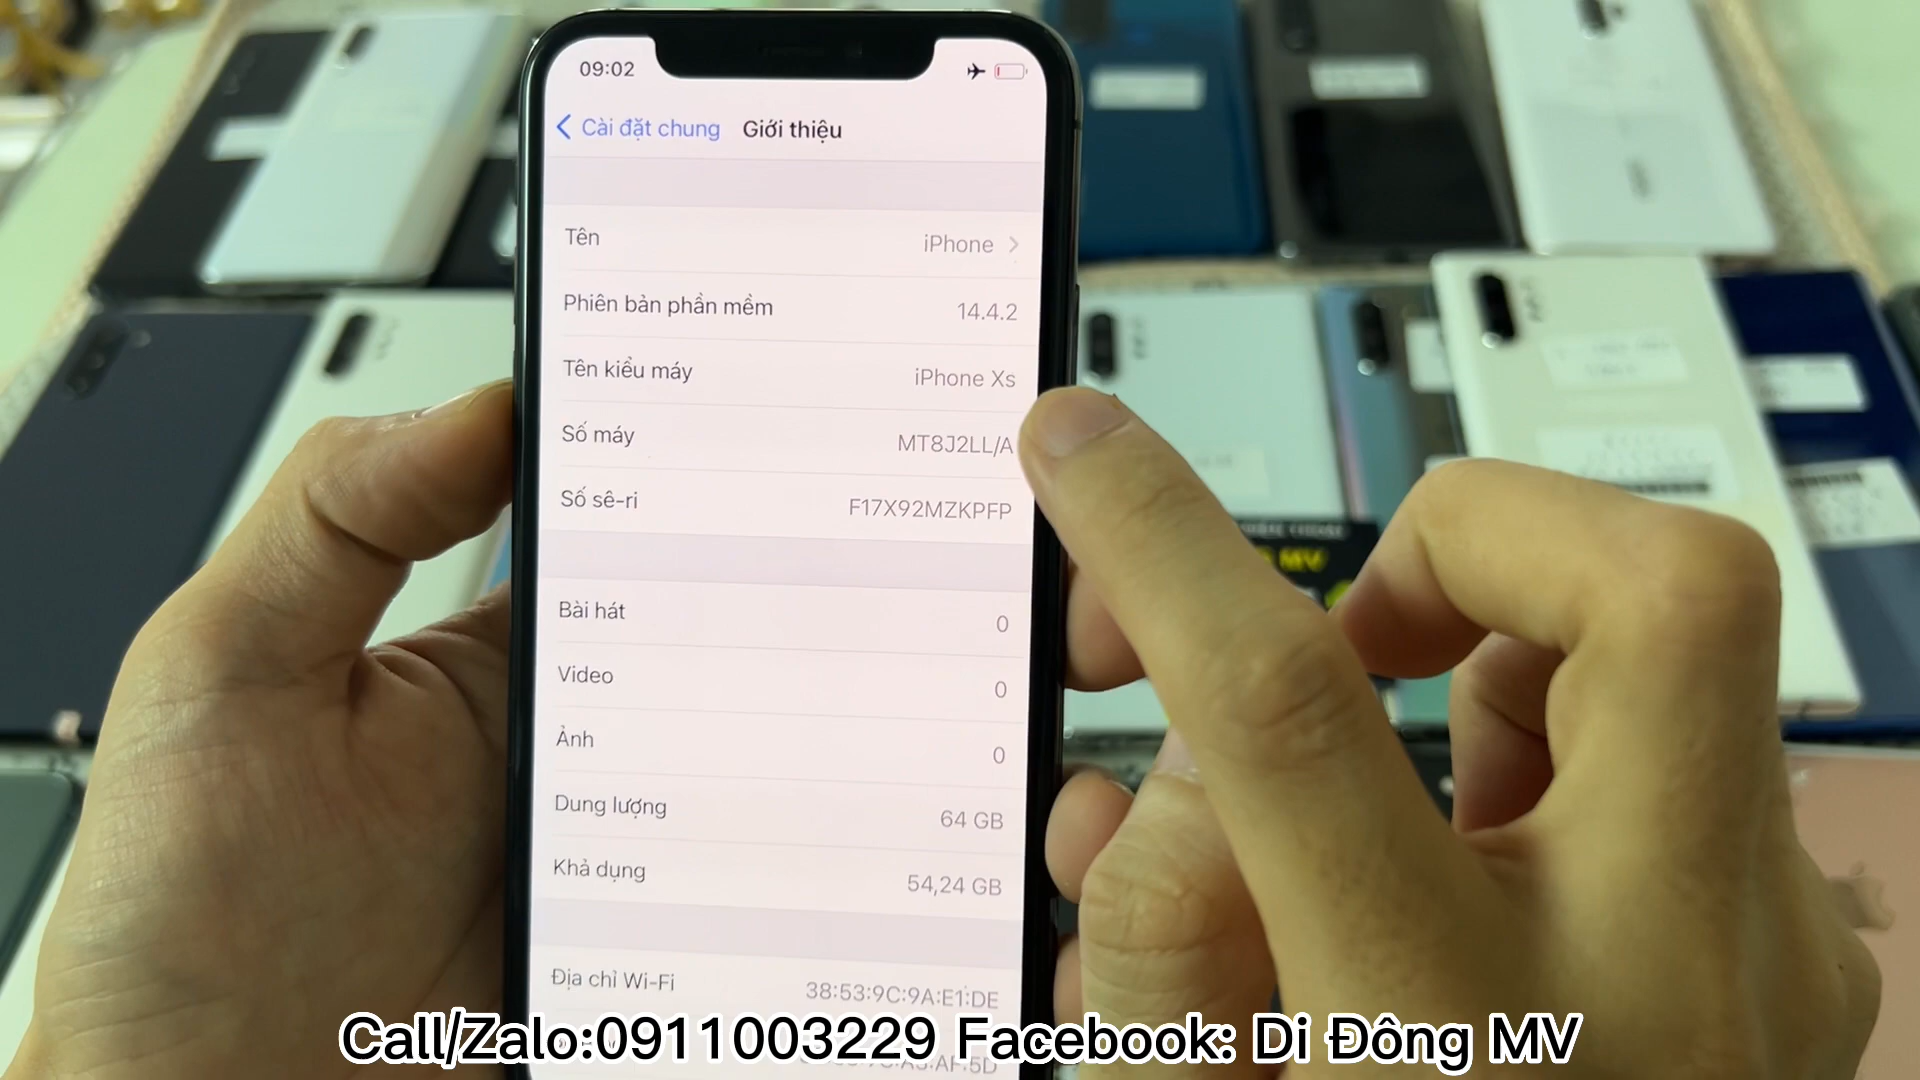 09:02
Cài đặt chung Giới thiệu
Tên iPhone
Phiên bản phần mềm 14.4.2
Tên kiểu máy iPhone Xs
Số máy MT8J2LL/A
Số sê-ri F17X92MZKPFP
Bài hát 0
Video 0
Ảnh 0
Dung lượng 64 GB
Khả dụng 54,24 GB
Địa chỉ Wi-Fi 38:53:9C:9A:E1:DE
MV
Call/Zalo:0911003229 Facebook: Di Đông MV